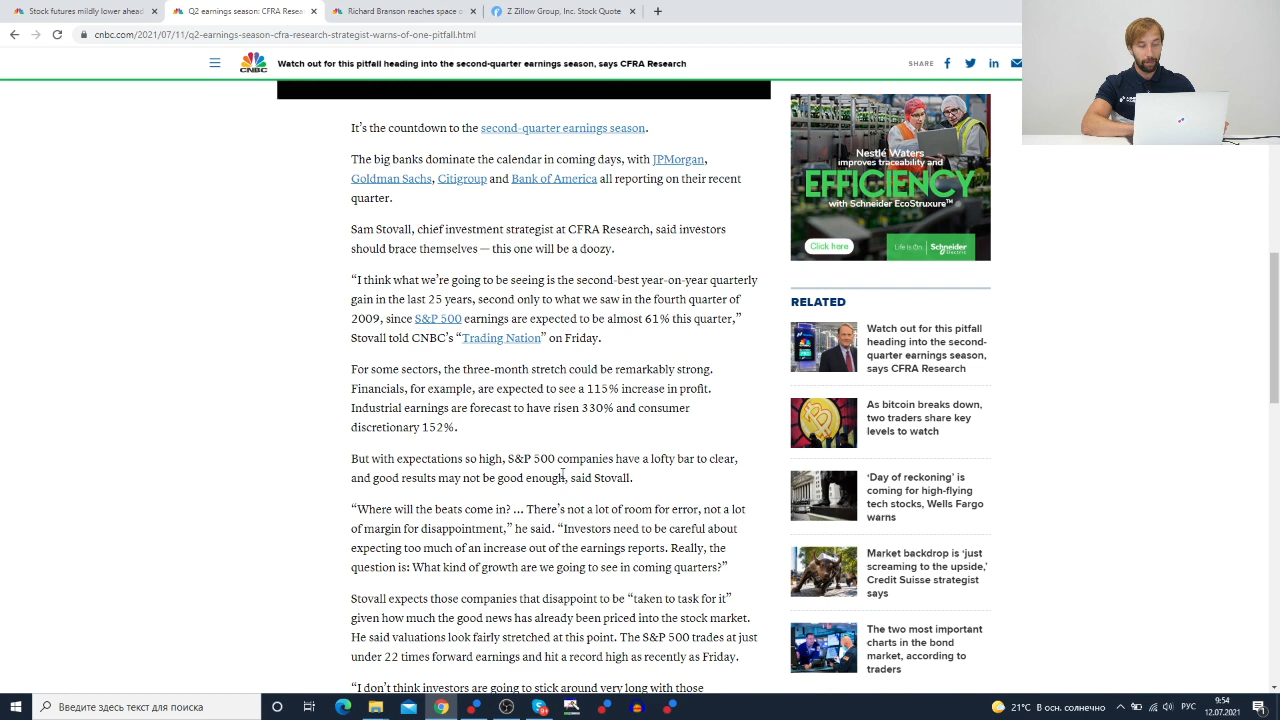 Richard Branson reaches space
Q2 earnings season: CFRA rese
Richard Branson reaches space o
Z Zillow Group, Inc. Stock Quote
cnbc.com/2021/07/11/q2-earnings-season-cfra-research-strategist-warns-of-one-pitfall.html
CNBC
Watch out for this pitfall heading into the second-quarter earnings season, says CFRA Research
SHARE
It’s the countdown to the second-quarter earnings season.
The big banks dominate the calendar in coming days, with JPMorgan,
Goldman Sachs, Citigroup and Bank of America all reporting on their recent
quarter.
Sam Stovall, chief investment strategist at CFRA Research, said investors
should brace themselves — this one will be a doozy.
“I think what we’re going to be seeing is the second-best year-on-year quarterly
gain in the last 25 years, second only to what we saw in the fourth quarter of
2009, since S&P 500 earnings are expected to be almost 61% this quarter,”
Stovall told CNBC’s “Trading Nation” on Friday.
For some sectors, the three-month stretch could be remarkably strong.
Financials, for example, are expected to see a 115% increase in profit.
Industrial earnings are forecast to have risen 330% and consumer
discretionary 152%.
But with expectations so high, S&P 500 companies have a lofty bar to clear,
and good results may not be good enough, said Stovall.
“Where will the beats come in? ... There’s not a lot of room for error, not a lot
of margin for disappointment,” he said. “Investors need to be careful about
expecting too much of an increase out of the earnings reports. Really, the
question is: What kind of growth are we going to see in coming quarters?”
Stovall expects those companies that disappoint to be “taken to task for it”
given how much the good news has already been priced into the stock market.
He said valuations look fairly stretched at this point. The S&P 500 trades at just
under 22 times forward earnings and hit a record high as recently as Friday.
“I don’t know that investors are going to stick around very long, unless
Nestlé Waters
improves traceability and
EFFICIENCY
with Schneider EcoStruxure™
Click here
Life Is On
Schneider
Electric
RELATED
Watch out for this pitfall
heading into the second-
quarter earnings season,
says CFRA Research
As bitcoin breaks down,
two traders share key
levels to watch
‘Day of reckoning’ is
coming for high-flying
tech stocks, Wells Fargo
warns
Market backdrop is ‘just
screaming to the upside,’
Credit Suisse strategist
says
The two most important
charts in the bond
market, according to
traders
Введите здесь текст для поиска
9:54
12.07.2021